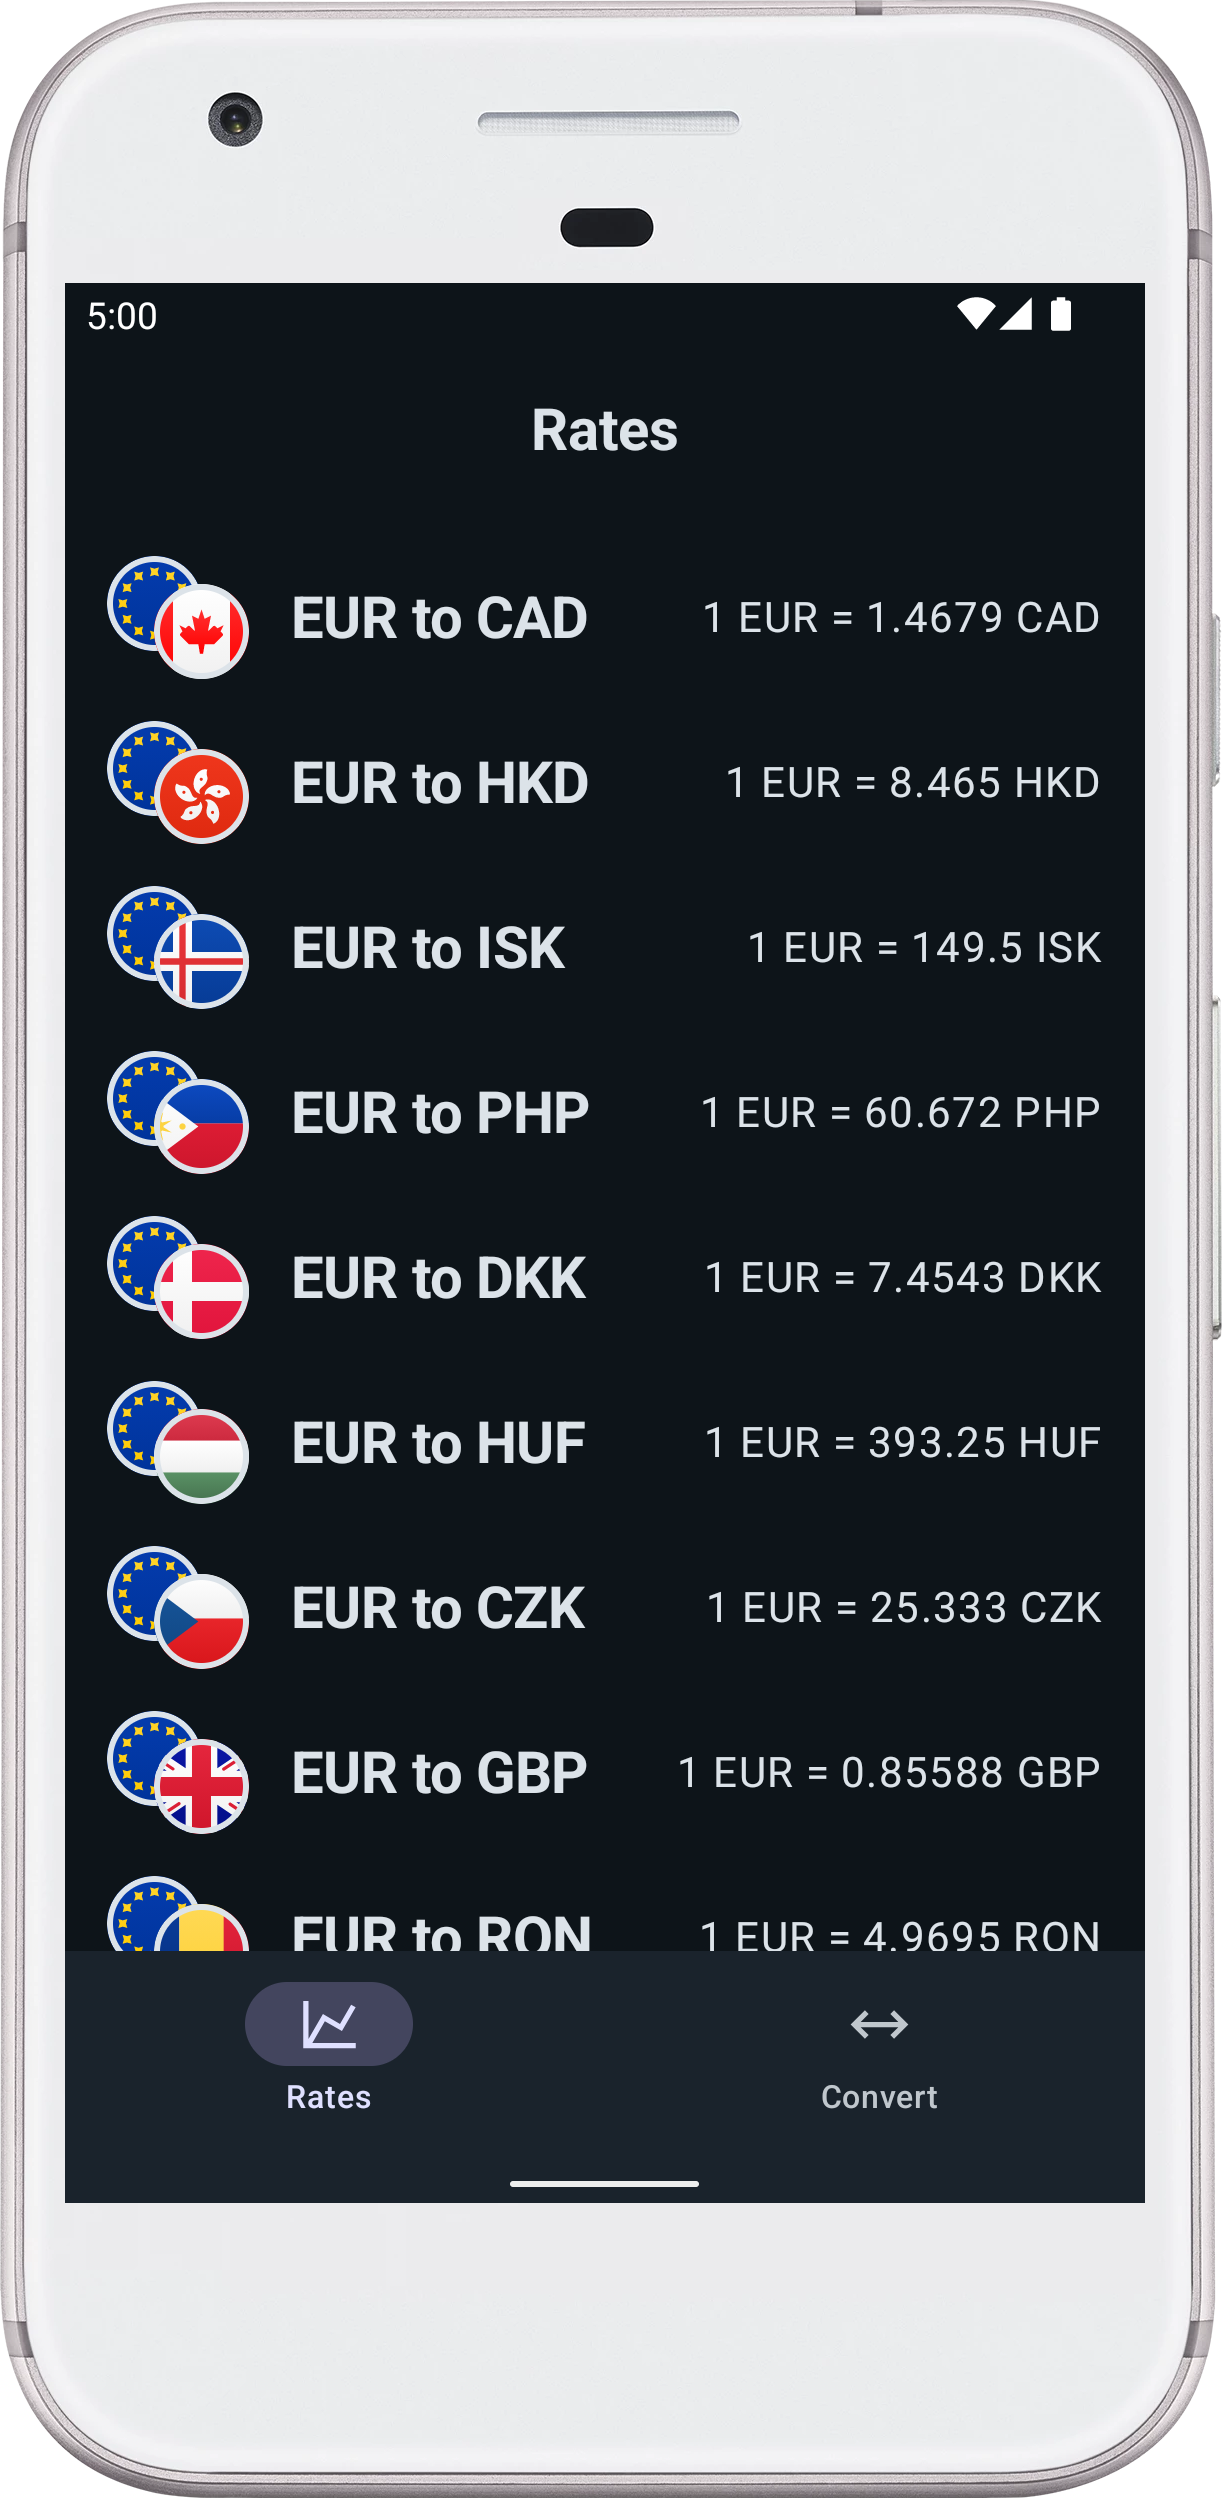 5:00
Rates
EUR to CAD 1 EUR = 1.4679 CAD
EUR to HKD 1 EUR = 8.465 HKD
EUR to ISK 1 EUR = 149.5 ISK
EUR to PHP 1 EUR = 60.672 PHP
EUR to DKK 1 EUR = 7.4543 DKK
EUR to HUF 1 EUR = 393.25 HUF
EUR to CZK 1 EUR = 25.333 CZK
EUR to GBP 1 EUR = 0.85588 GBP
EUR to RON 1 EUR = 4.9695 RON
Rates Convert